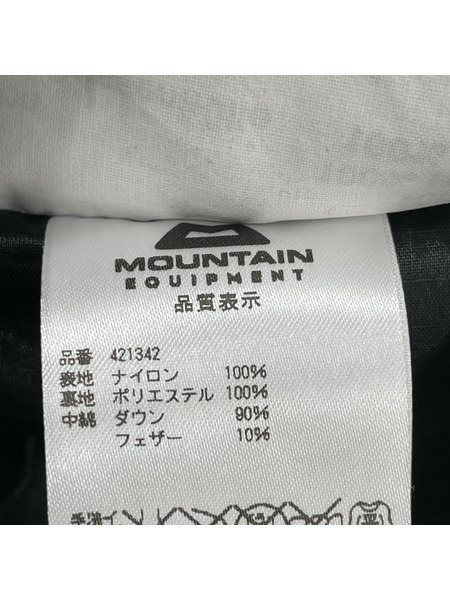 MOUNTAIN
EQUIPMENT
品質表示
品番 421342
表地 ナイロン 100%
裏地 ポリエステル 100%
中綿 ダウン 90%
フェザー 10%